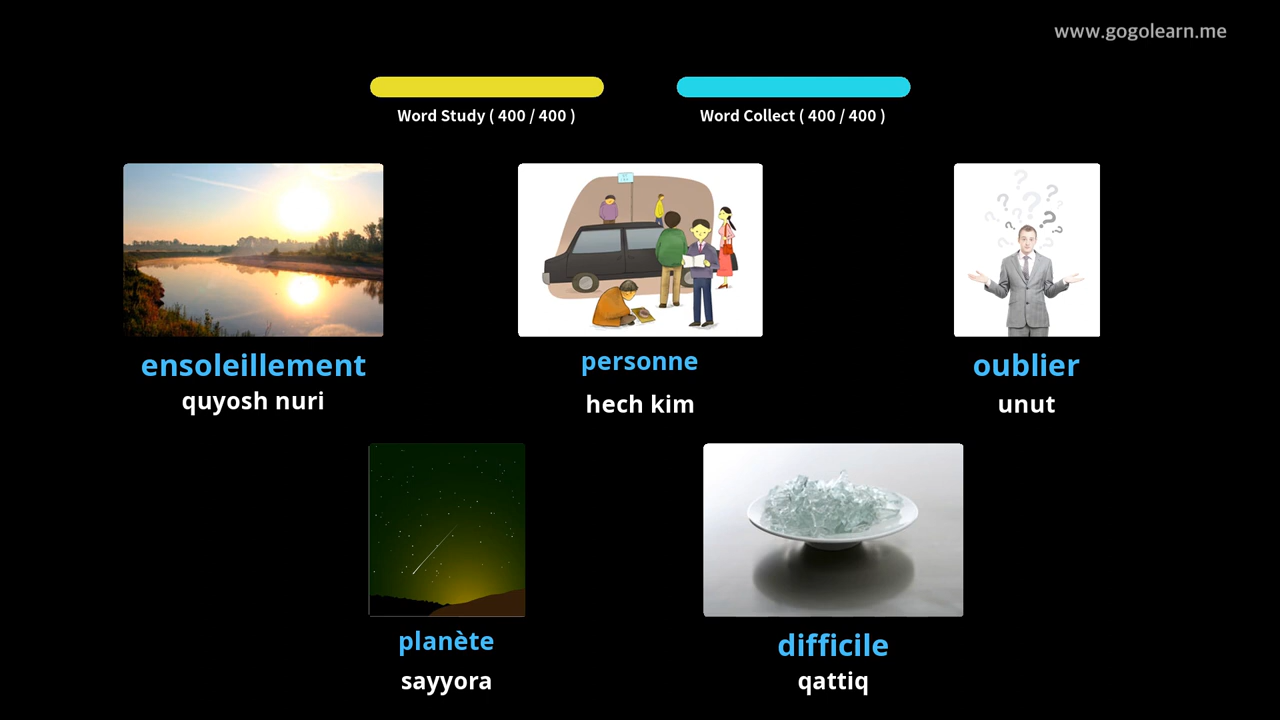 www.gogolearn.me
Word Study ( 400 / 400 )
Word Collect ( 400 / 400 )
ensoleillement
quyosh nuri
personne
hech kim
oublier
unut
planète
sayyora
difficile
qattiq